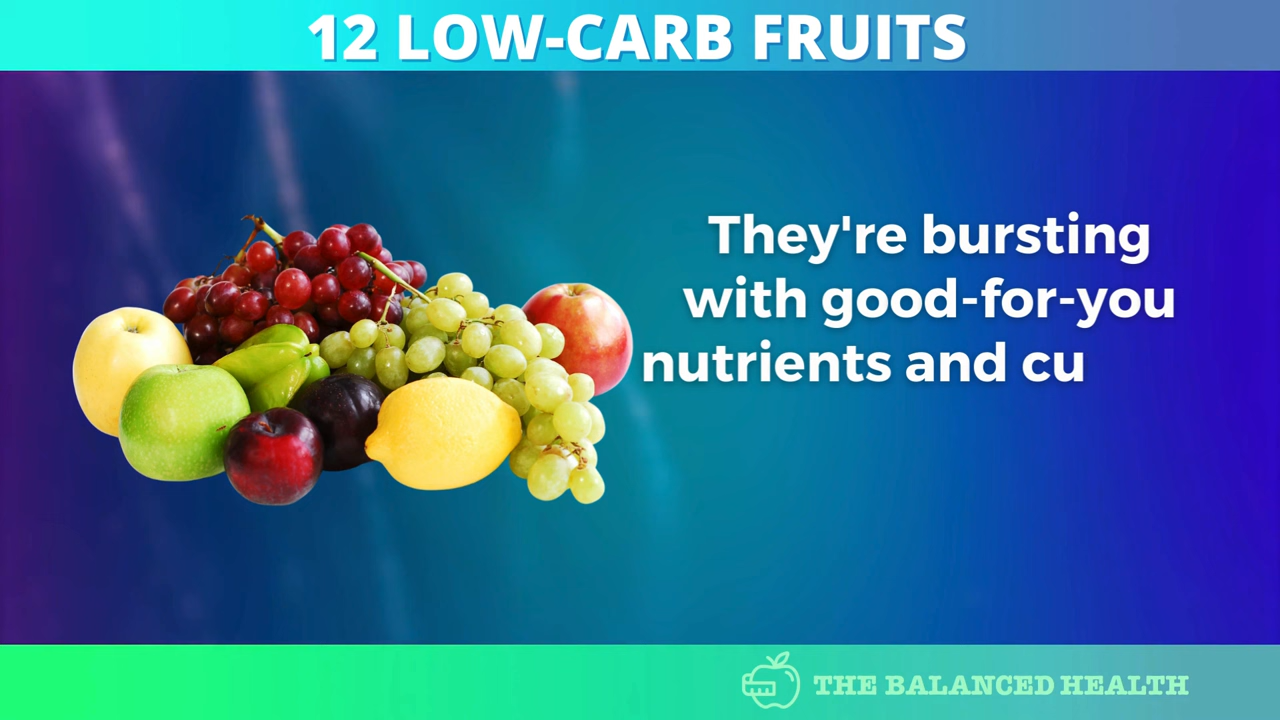 12 LOW-CARB FRUITS
They're bursting
with good-for-you
nutrients and cu
THE BALANCED HEALTH